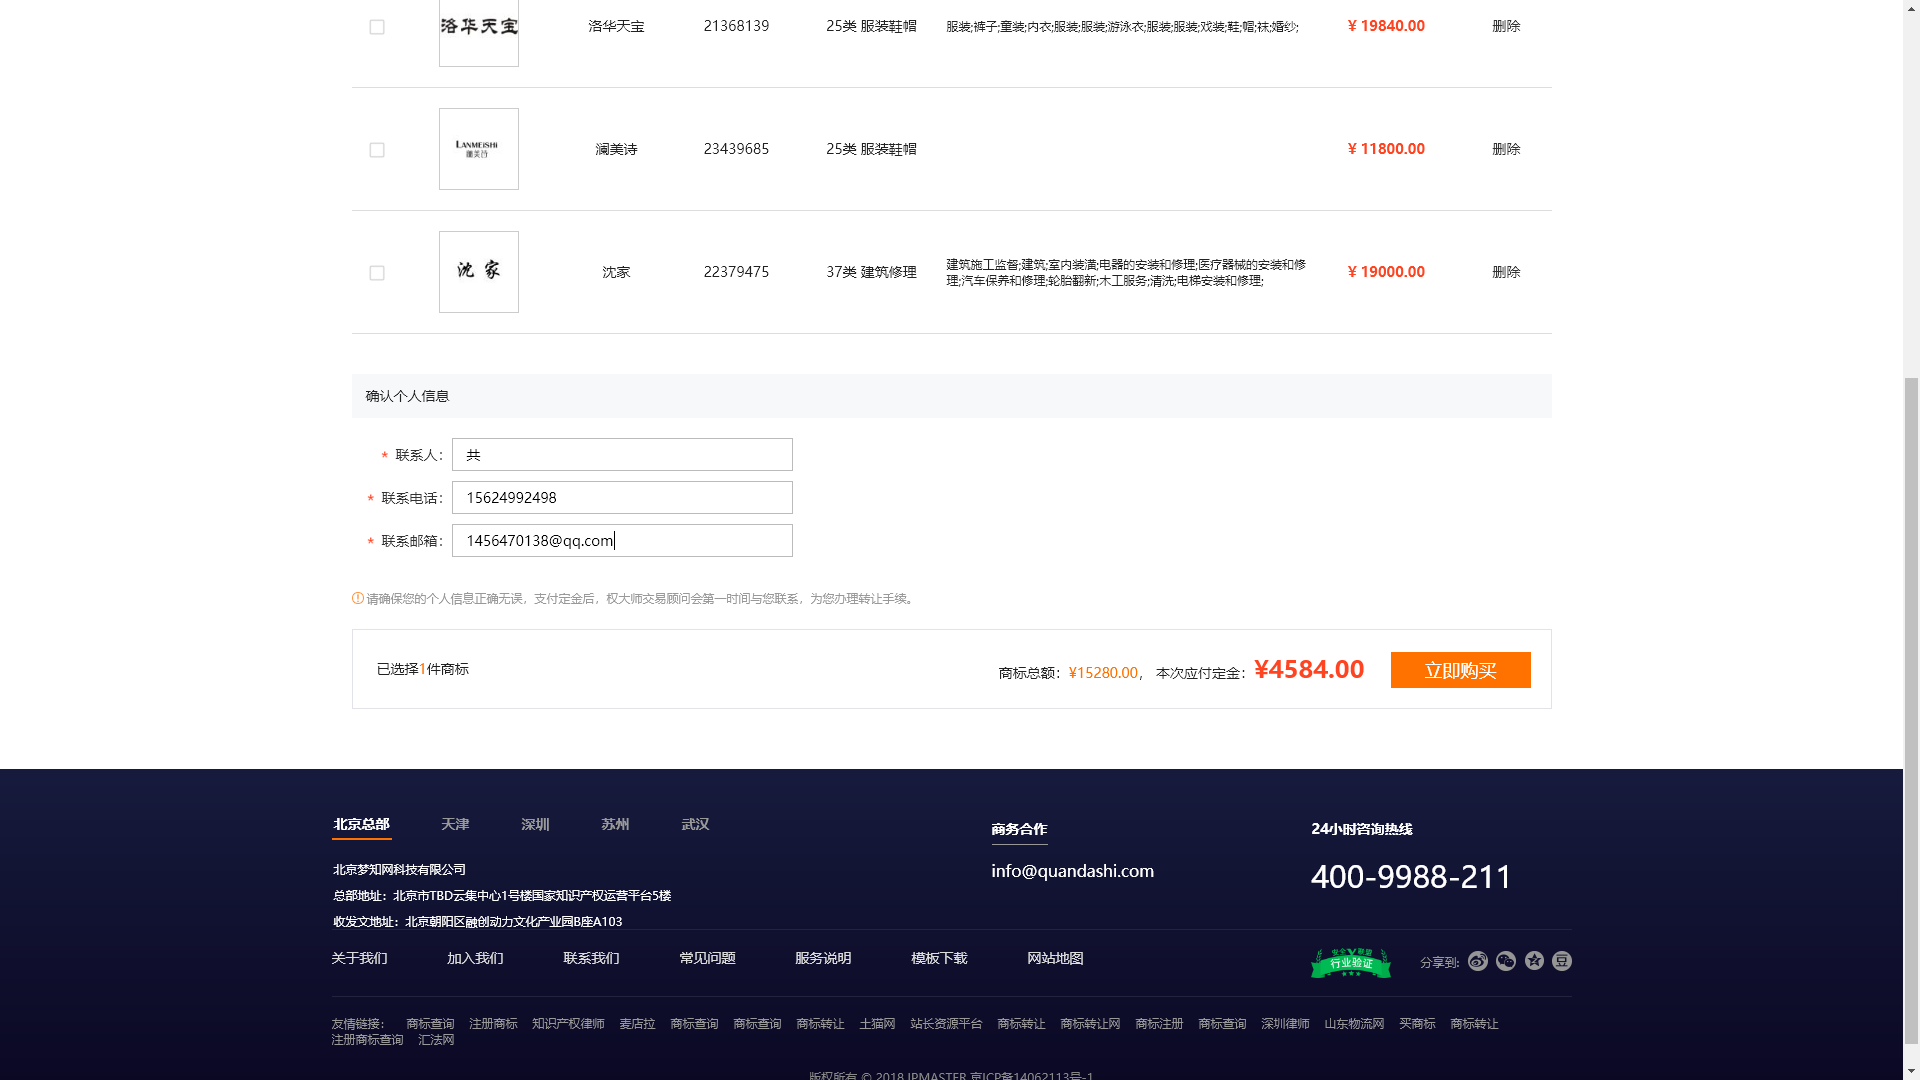 洛华天宝 洛华天宝 21368139 25类 服装鞋帽 服装;裤子;童装;内衣;服装;服装;游泳衣;服装;服装;戏装;鞋;帽;袜;婚纱; ¥ 19840.00 删除
LANMEISHI
澜美诗 澜美诗 23439685 25类 服装鞋帽 ¥ 11800.00 删除
沈家 沈家 22379475 37类 建筑修理 建筑施工监督;建筑;室内装潢;电器的安装和修理;医疗器械的安装和修 ¥ 19000.00 删除
理;汽车保养和修理;轮胎翻新;木工服务;清洗;电梯安装和修理;
确认个人信息
* 联系人: 共
* 联系电话: 15624992498
* 联系邮箱: 1456470138@qq.com
请确保您的个人信息正确无误，支付定金后，权大师交易顾问会第一时间与您联系，为您办理转让手续。
已选择1件商标 商标总额：¥15280.00， 本次应付定金：¥4584.00 立即购买
北京总部 天津 深圳 苏州 武汉 商务合作 24小时咨询热线
北京梦知网科技有限公司 info@quandashi.com 400-9988-211
总部地址：北京市TBD云集中心1号楼国家知识产权运营平台5楼
收发文地址：北京朝阳区融创动力文化产业园B座A103
关于我们 加入我们 联系我们 常见问题 服务说明 模板下载 网站地图 安全联盟 行业验证 分享到: 豆
友情链接： 商标查询 注册商标 知识产权律师 麦店拉 商标查询 商标查询 商标转让 土猫网 站长资源平台 商标转让 商标转让网 商标注册 商标查询 深圳律师 山东物流网 买商标 商标转让
注册商标查询 汇法网
版权所有 © 2018 IPMASTER 京ICP备14062113号-1